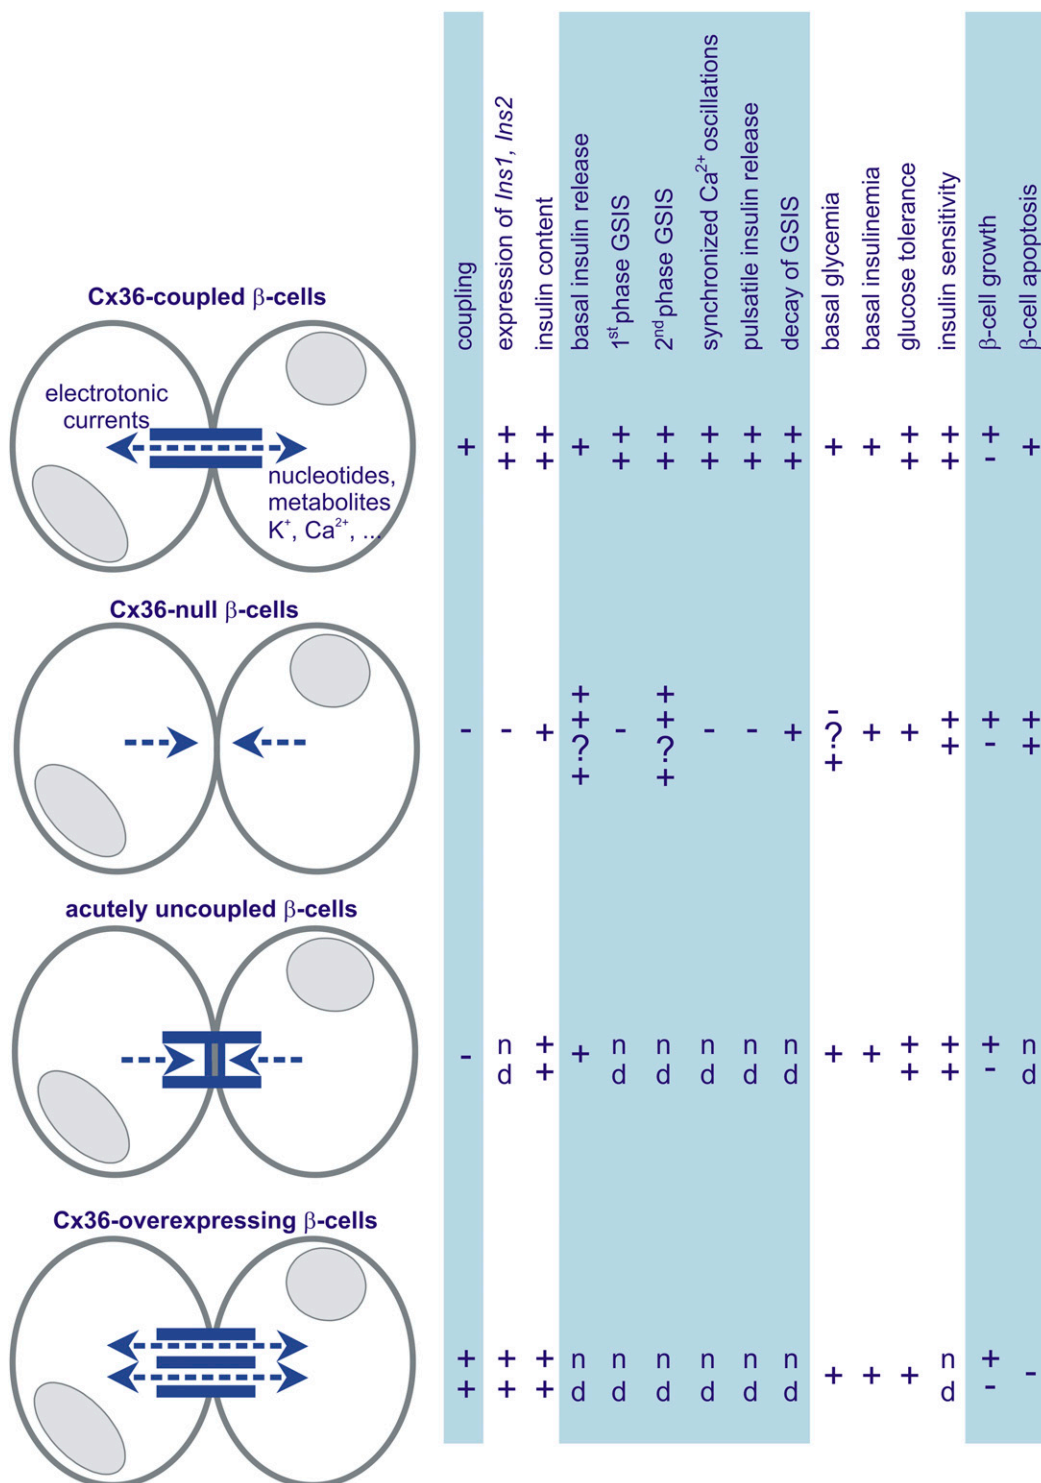 coupling
expression of Ins1, Ins2
insulin content
basal insulin release
1st phase GSIS
2nd phase GSIS
synchronized Ca2+ oscillations
pulsatile insulin release
decay of GSIS
basal glycemia
basal insulinemia
glucose tolerance
insulin sensitivity
β-cell growth
β-cell apoptosis
Cx36-coupled β-cells
electrotonic
currents
nucleotides,
metabolites
K+, Ca2+, ...
+ ++ ++ + ++ ++ ++ ++ ++ + + ++ ++ +- +
Cx36-null β-cells
- - + +?++ - +?++ - - + +?- + + ++ +- ++
acutely uncoupled β-cells
- nd ++ + nd nd nd nd nd + + ++ ++ +- nd
Cx36-overexpressing β-cells
++ ++ ++ nd nd nd nd nd nd + + + nd +- -